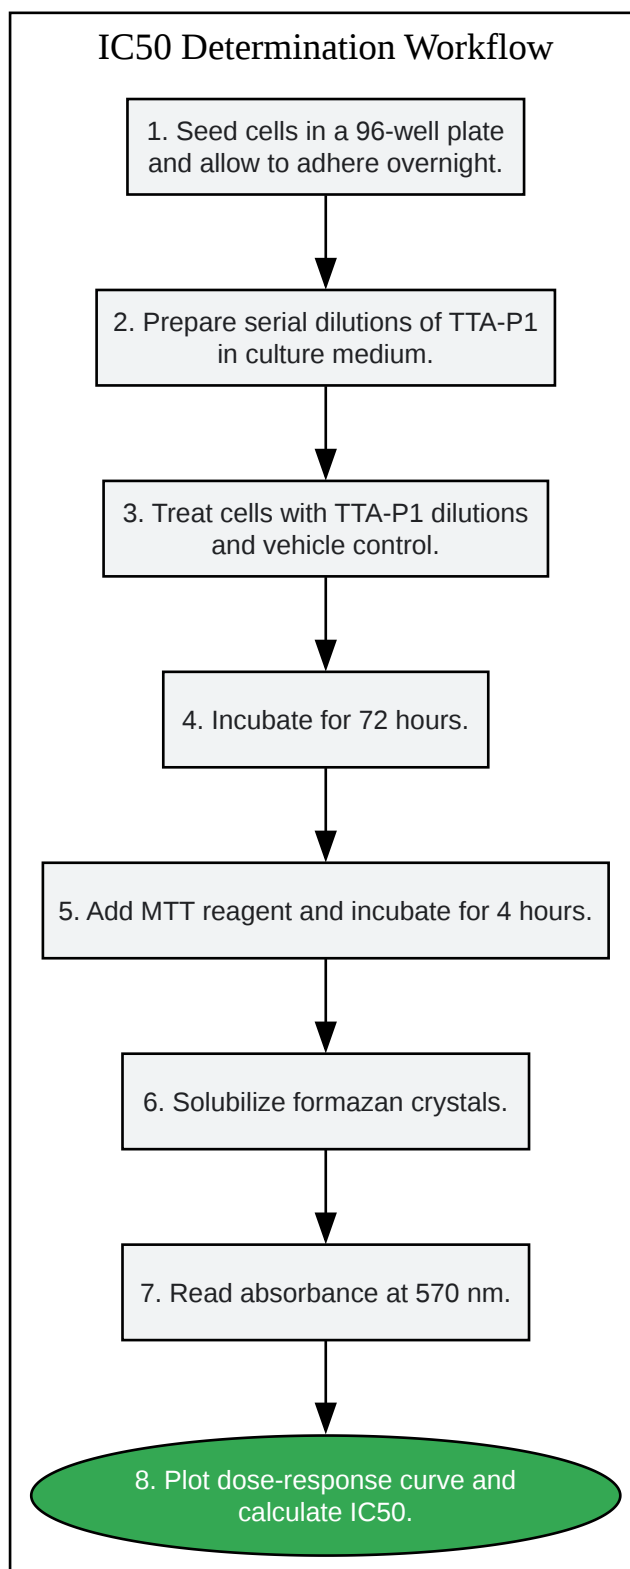 IC50 Determination Workflow
1. Seed cells in a 96-well plate
and allow to adhere overnight.
2. Prepare serial dilutions of TTA-P1
in culture medium.
3. Treat cells with TTA-P1 dilutions
and vehicle control.
4. Incubate for 72 hours.
5. Add MTT reagent and incubate for 4 hours.
6. Solubilize formazan crystals.
7. Read absorbance at 570 nm.
8. Plot dose-response curve and
calculate IC50.